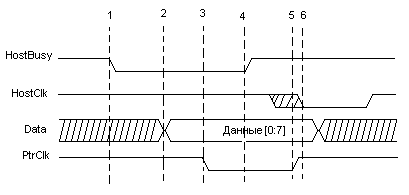 1 2 3 4 5 6
HostBusy
HostClk
Data Данные [0:7]
PtrClk